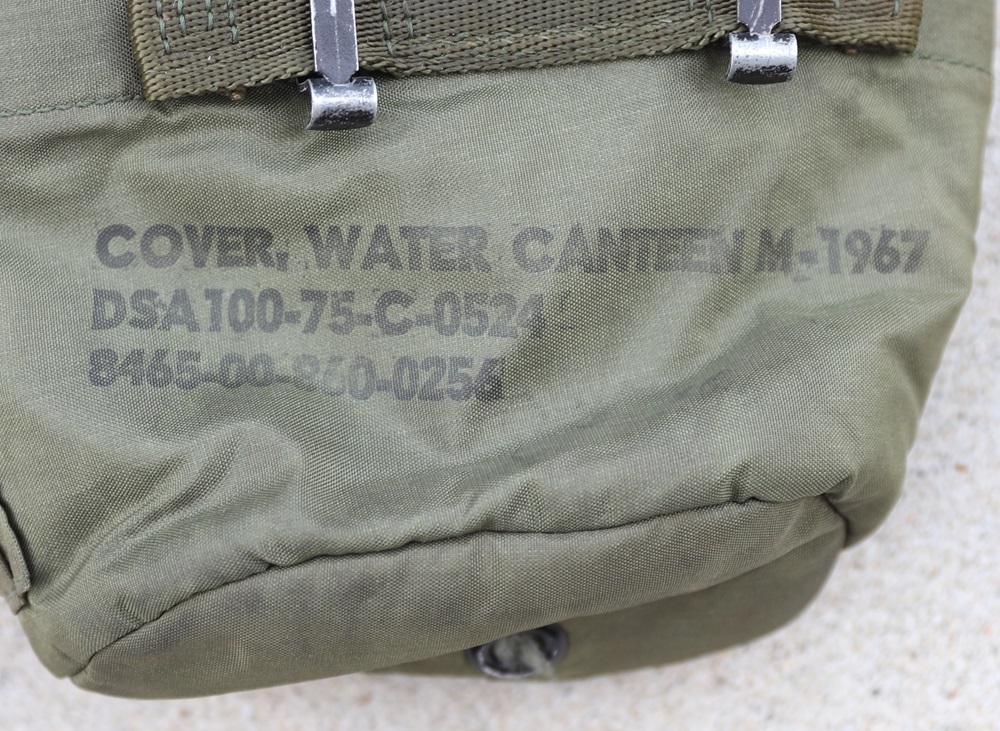 COVER, WATER CANTEEN M-1967
DSA100-75-C-0524
8465-00-860-0256